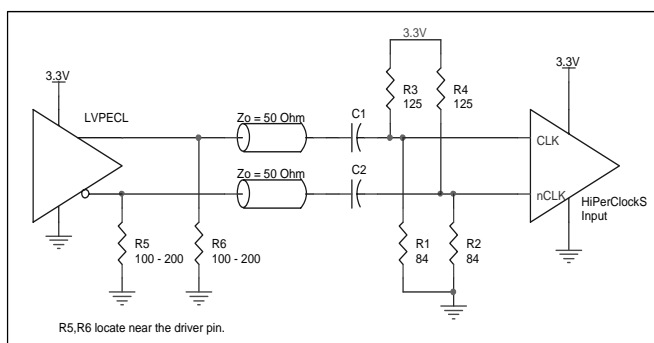 3.3V
3.3V
3.3V
LVPECL
R3
125
R4
125
Zo = 50 Ohm
C1
CLK
Zo = 50 Ohm
C2
nCLK
HiPerClockS
Input
R5
100 - 200
R6
100 - 200
R1
84
R2
84
R5,R6 locate near the driver pin.